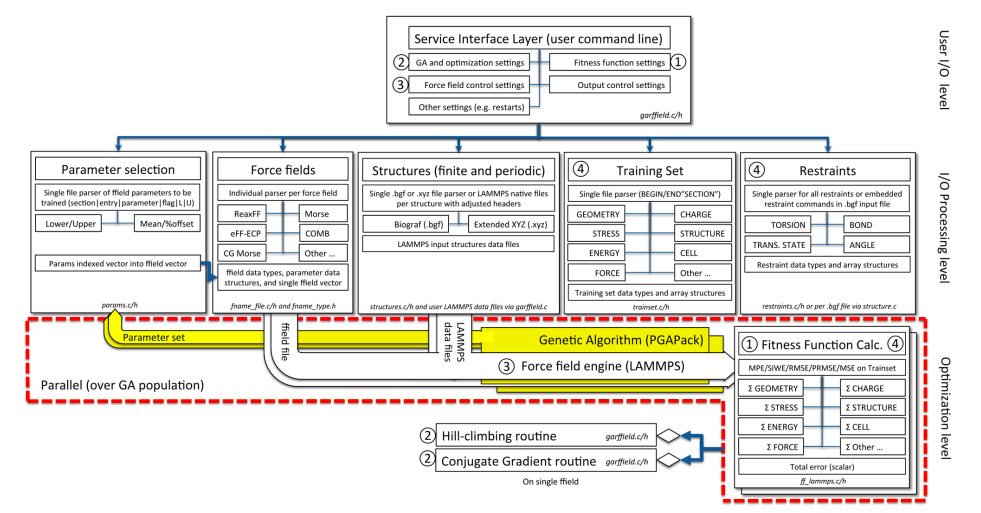 Service Interface Layer (user command line)
② GA and optimization settings
Fitness function settings ①
③ Force field control settings
Output control settings
Other settings (e.g. restarts)
garffield.c/h
User I/O level
Parameter selection
Single file parser of ffield parameters to be
trained (section|entry|parameter|flag|L|U)
Lower/Upper
Mean/%offset
Params indexed vector into ffield vector
params.c/h
Force fields
Individual parser per force field
ReaxFF
Morse
eFF-ECP
COMB
CG Morse
Other ...
ffield data types, parameter data
structures, and single ffield vector
fname_file.c/h and fname_type.h
Structures (finite and periodic)
Single .bgf or .xyz file parser or LAMMPS native files
per structure with adjusted headers
Biograf (.bgf)
Extended XYZ (.xyz)
LAMMPS input structures data files
structures.c/h and user LAMMPS data files via garffield.c
④ Training Set
Single file parser (BEGIN/END"SECTION")
GEOMETRY
CHARGE
STRESS
STRUCTURE
ENERGY
CELL
FORCE
Other ...
Training set data types and array structures
trainset.c/h
④ Restraints
Single parser for all restraints or embedded
restraint commands in .bgf input file
TORSION
BOND
TRANS. STATE
ANGLE
Restraint data types and array structures
restraints.c/h or per .bgf file via structure.c
I/O Processing level
Parameter set
ffield file
LAMMPS
data files
Genetic Algorithm (PGAPack)
③ Force field engine (LAMMPS)
Parallel (over GA population)
① Fitness Function Calc. ④
MPE/SIWE/RMSE/PRMSE/MSE on Trainset
Σ GEOMETRY
Σ CHARGE
Σ STRESS
Σ STRUCTURE
Σ ENERGY
Σ CELL
Σ FORCE
Σ Other ...
Total error (scalar)
ff_lammps.c/h
Optimization level
② Hill-climbing routine garffield.c/h
② Conjugate Gradient routine garffield.c/h
On single ffield